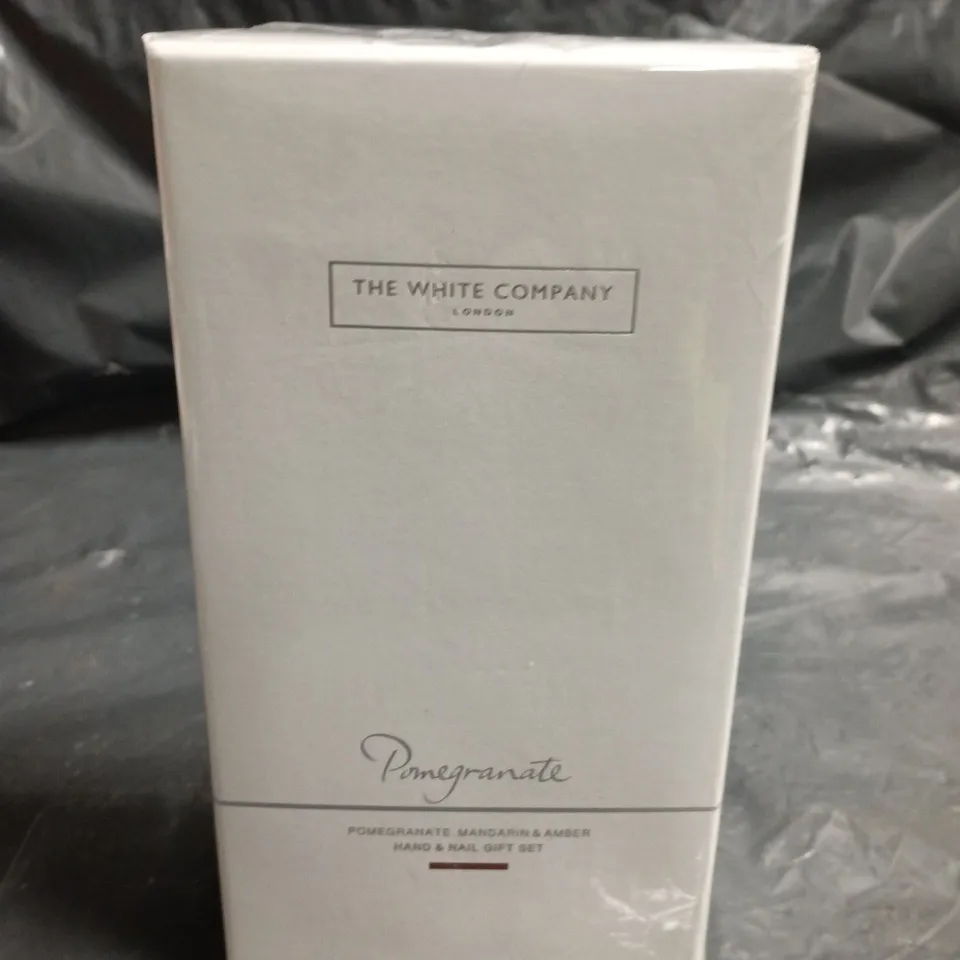 THE WHITE COMPANY
LONDON
Pomegranate
POMEGRANATE MANDARIN & AMBER
HAND & NAIL GIFT SET